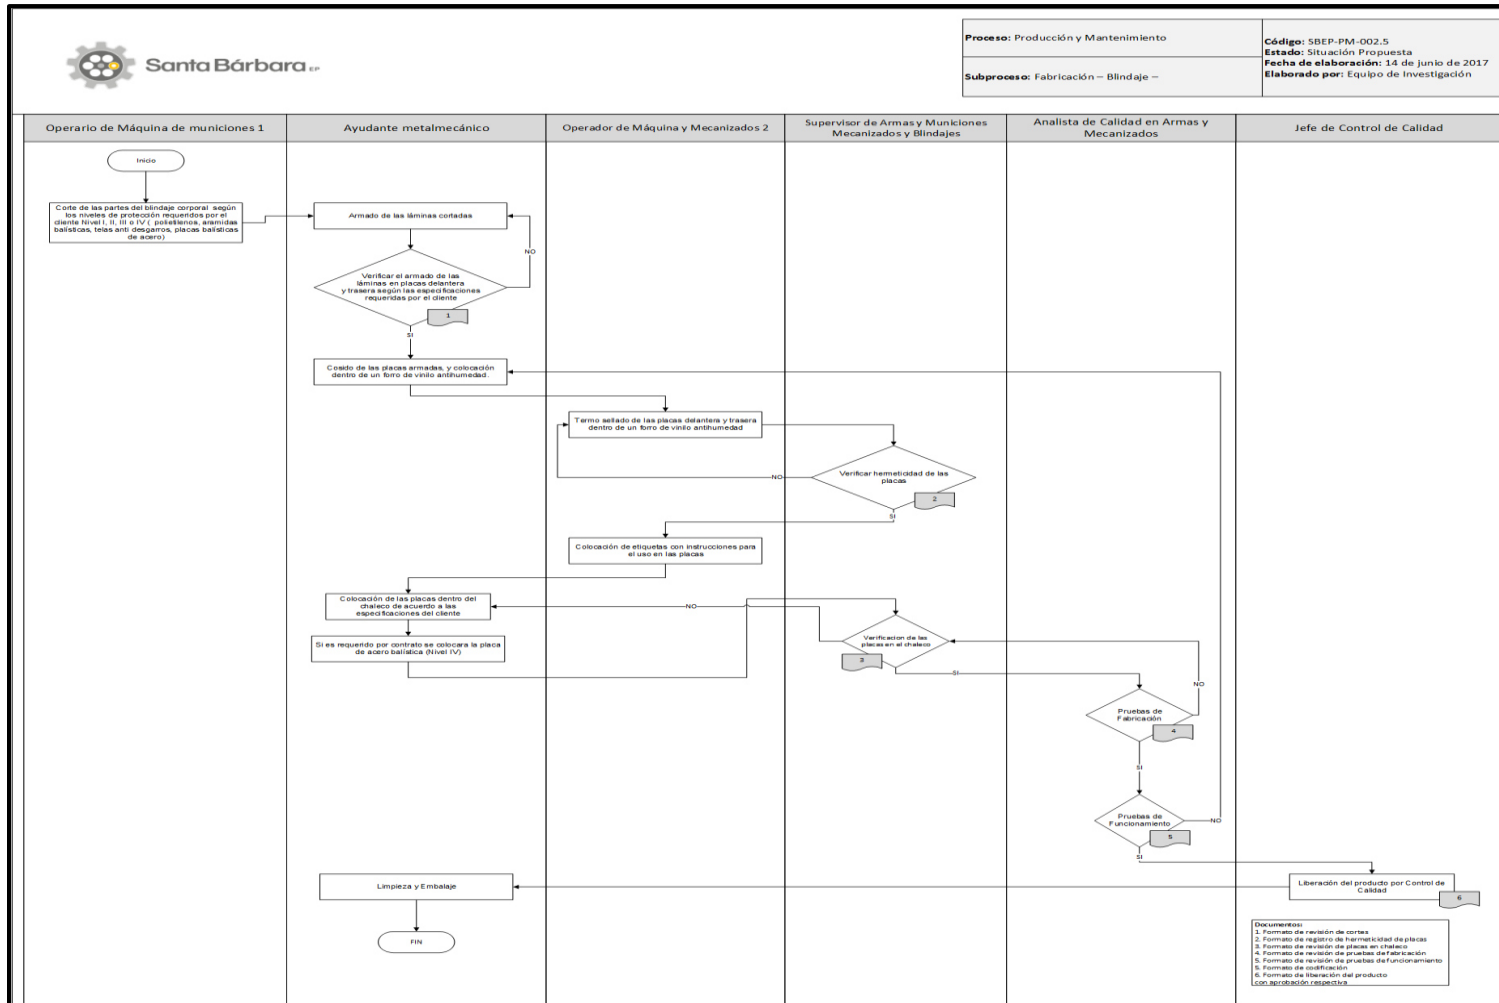 Santa Bárbara EP
Proceso: Producción y Mantenimiento
Subproceso: Fabricación – Blindaje –
Código: SBEP-PM-002.5
Estado: Situación Propuesta
Fecha de elaboración: 14 de junio de 2017
Elaborado por: Equipo de Investigación
Operario de Máquina de municiones 1
Ayudante metalmecánico
Operador de Máquina y Mecanizados 2
Supervisor de Armas y Municiones
Mecanizados y Blindajes
Analista de Calidad en Armas y
Mecanizados
Jefe de Control de Calidad
Inicio
Corte de las partes del blindaje corporal según
los niveles de protección requeridos por el
cliente Nivel I, II, III o IV ( polietilenos, aramidas
balísticas, telas anti desgarros, placas balísticas
de acero)
Armado de las láminas cortadas
NO
Verificar el armado de las
láminas en placas delantera
y trasera según las especificaciones
requeridas por el cliente
1
SI
Cosido de las placas armadas, y colocación
dentro de un forro de vinilo antihumedad.
Termo sellado de las placas delantera y trasera
dentro de un forro de vinilo antihumedad
Verificar hermeticidad de las
placas
NO
2
SI
Colocación de etiquetas con instrucciones para
el uso en las placas
Colocación de las placas dentro del
chaleco de acuerdo a las
especificaciones del cliente
NO
Si es requerido por contrato se colocara la placa
de acero balística (Nivel IV)
Verificacion de las
placas en el chaleco
3
SI
NO
Pruebas de
Fabricación
4
SI
Pruebas de
Funcionamiento
NO
5
SI
Limpieza y Embalaje
Liberación del producto por Control de
Calidad
6
FIN
Documentos:
1. Formato de revisión de cortes
2. Formato de registro de hermeticidad de placas
3. Formato de revisión de placas en chaleco
4. Formato de revisión de pruebas de fabricación
5. Formato de revisión de pruebas de funcionamiento
5. Formato de codificación
6. Formato de liberación del producto
con aprobación respectiva